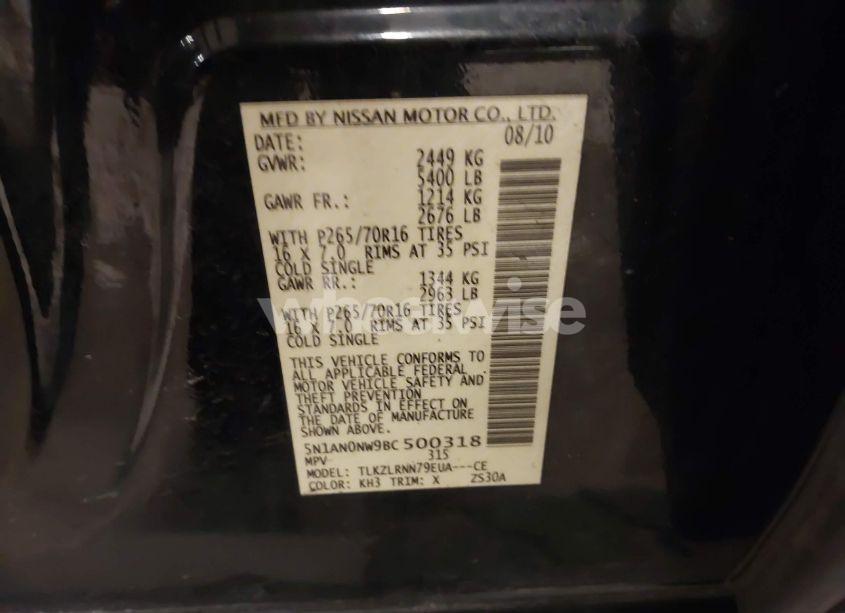 MFD BY NISSAN MOTOR CO., LTD.
DATE: 08/10
GVWR: 2449 KG
5400 LB
GAWR FR.: 1214 KG
2676 LB
WITH P265/70R16 TIRES
16 X 7.0 RIMS AT 35 PSI
COLD SINGLE
GAWR RR.: 1344 KG
2963 LB
WITH P265/70R16 TIRES
16 X 7.0 RIMS AT 35 PSI
COLD SINGLE
wheelwise
THIS VEHICLE CONFORMS TO
ALL APPLICABLE FEDERAL
MOTOR VEHICLE SAFETY AND
THEFT PREVENTION
STANDARDS IN EFFECT ON
THE DATE OF MANUFACTURE
SHOWN ABOVE.
5N1AN0NW9BC500318
MPV 315
MODEL: TLKZLRNN79EUA---CE
COLOR: KH3 TRIM: X ZS30A